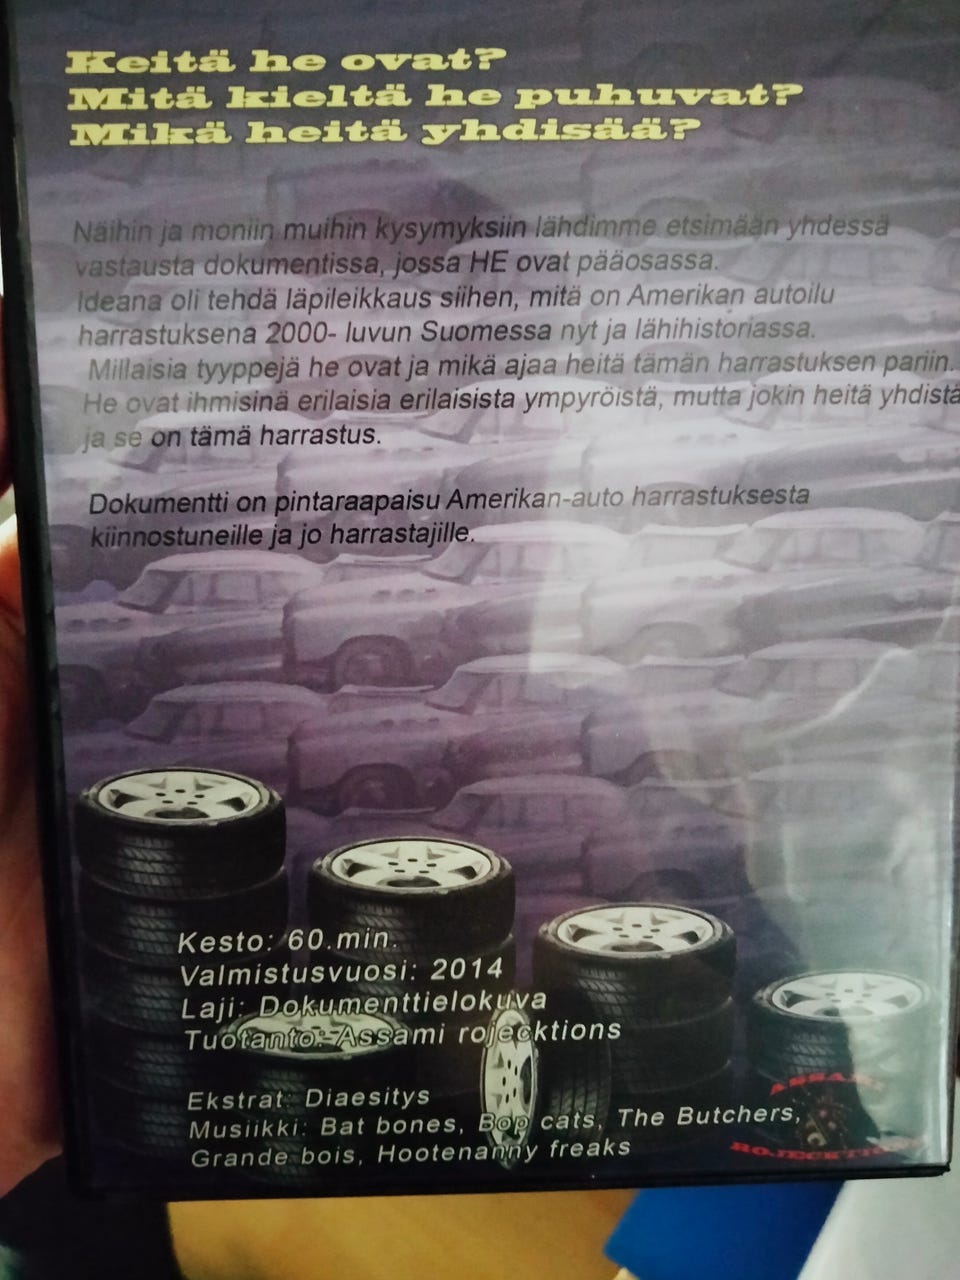 Keitä he ovat?
Mitä kieltä he puhuvat?
Mikä heitä yhdisää?
Näihin ja moniin muihin kysymyksiin lähdimme etsimään yhdessä
vastausta dokumentissa, jossa HE ovat pääosassa.
Ideana oli tehdä läpileikkaus siihen, mitä on Amerikan autoilu
harrastuksena 2000- luvun Suomessa nyt ja lähihistoriassa.
Millaisia tyyppejä he ovat ja mikä ajaa heitä tämän harrastuksen pariin.
He ovat ihmisinä erilaisia erilaisista ympyröistä, mutta jokin heitä yhdistä
ja se on tämä harrastus.
Dokumentti on pintaraapaisu Amerikan-auto harrastuksesta
kiinnostuneille ja jo harrastajille.
Kesto: 60.min.
Valmistusvuosi: 2014
Laji: Dokumenttielokuva
Tuotanto: Assami rojecktions
Ekstrat: Diaesitys
Musiikki: Bat bones, Bop cats, The Butchers,
Grande bois, Hootenanny freaks
ASSAMI